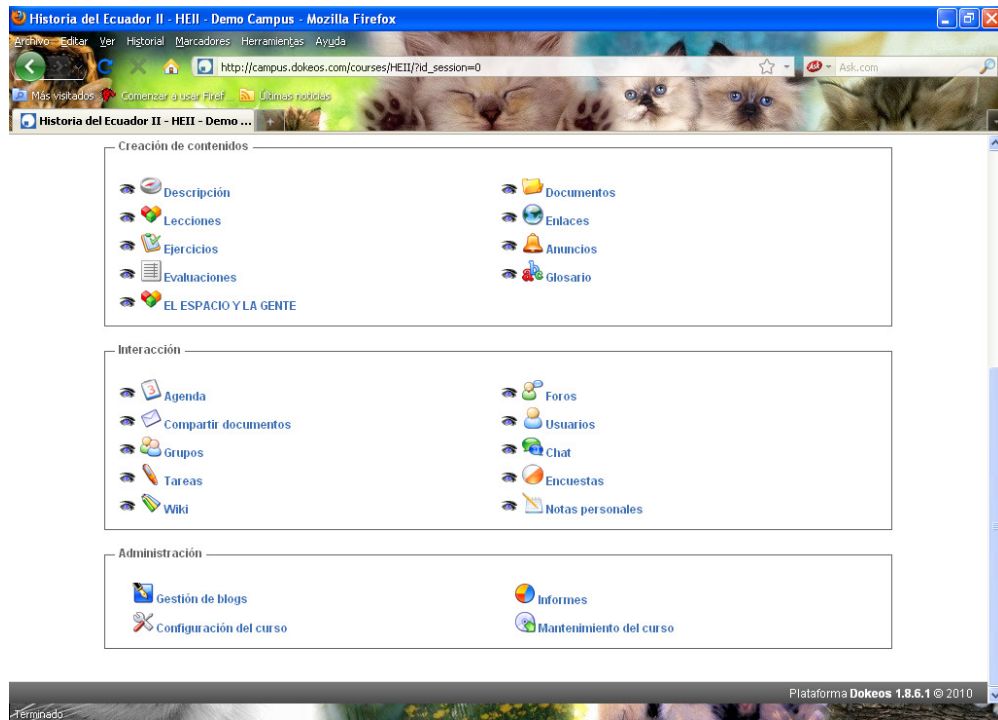 Historia del Ecuador II - HEII - Demo Campus - Mozilla Firefox
Archivo Editar Ver Historial Marcadores Herramientas Ayuda
http://campus.dokeos.com/courses/HEII/?id_session=0 Ask Ask.com
Más visitados Comenzar a usar Firef... Últimas noticias
Historia del Ecuador II - HEII - Demo ... +
Creación de contenidos
Descripción Documentos
Lecciones Enlaces
Ejercicios Anuncios
Evaluaciones abc Glosario
EL ESPACIO Y LA GENTE
Interacción
3 Agenda Foros
Compartir documentos Usuarios
Grupos Chat
Tareas Encuestas
Wiki Notas personales
Administración
Gestión de blogs Informes
Configuración del curso Mantenimiento del curso
Plataforma Dokeos 1.8.6.1 © 2010
Terminado